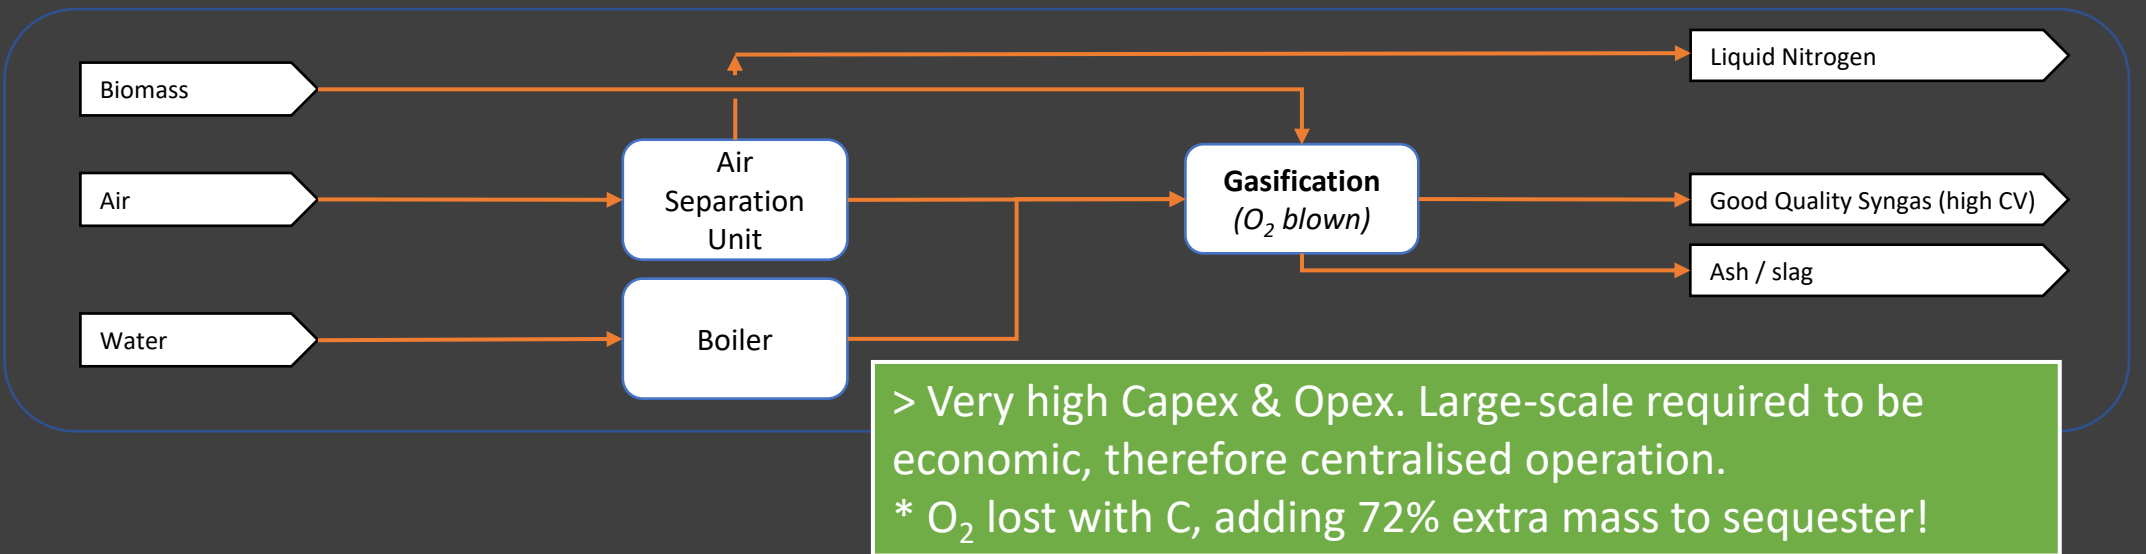 Biomass
Air
Water
Air
Separation
Unit
Boiler
Gasification
(O₂ blown)
Liquid Nitrogen
Good Quality Syngas (high CV)
Ash / slag
> Very high Capex & Opex. Large-scale required to be
economic, therefore centralised operation.
* O₂ lost with C, adding 72% extra mass to sequester!